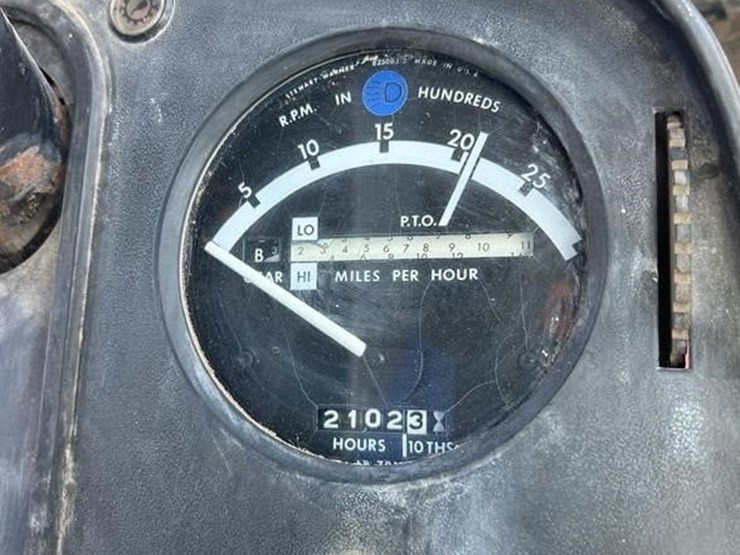 STEWART-WARNER MADE IN U.S.A.
R.P.M. IN HUNDREDS
5 10 15 20 25
P.T.O.
LO
B 2 3 4 5 6 7 8 9 10 11
HI MILES PER HOUR
21023
HOURS 10 THS